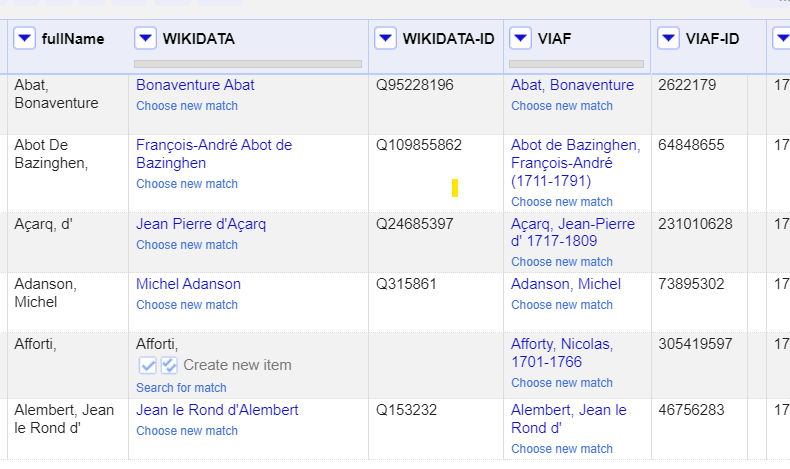 fullName WIKIDATA WIKIDATA-ID VIAF VIAF-ID
Abat, Bonaventure Abat Q95228196 Abat, Bonaventure 2622179 17
Bonaventure Choose new match Choose new match
Abot De François-André Abot de Q109855862 Abot de Bazinghen, 64848655 17
Bazinghen, Bazinghen François-André
Choose new match (1711-1791)
Choose new match
Açarq, d' Jean Pierre d'Açarq Q24685397 Açarq, Jean-Pierre 231010628 17
Choose new match d' 1717-1809
Choose new match
Adanson, Michel Adanson Q315861 Adanson, Michel 73895302 17
Michel Choose new match Choose new match
Afforti, Afforti, Afforty, Nicolas, 305419597 17
Create new item 1701-1766
Search for match Choose new match
Alembert, Jean Jean le Rond d'Alembert Q153232 Alembert, Jean le 46756283 17
le Rond d' Choose new match Rond d'
Choose new match